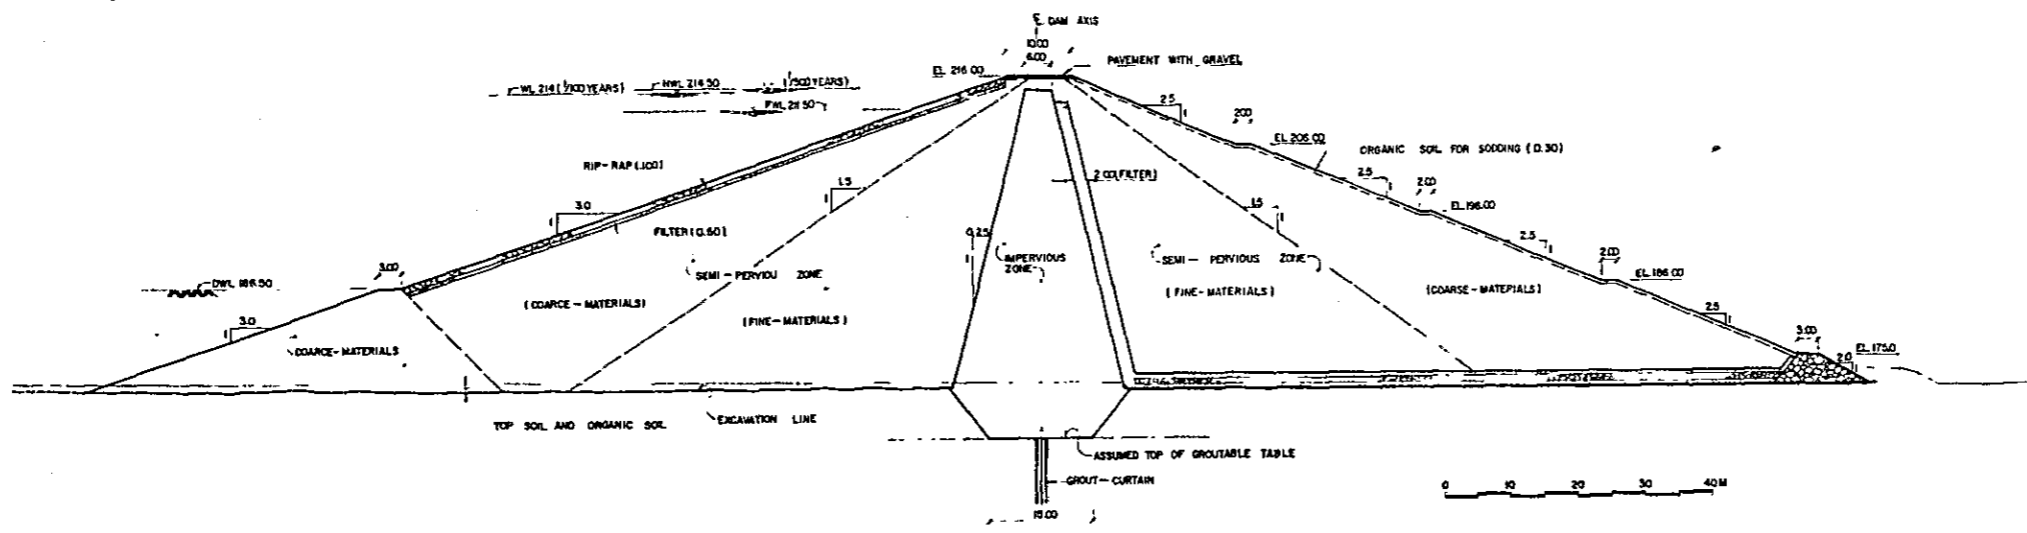 ℄ DAM AXIS
10.00
6.00
PAVEMENT WITH GRAVEL
EL 216.00
WL 214 (1/100 YEARS)
HWL 214.50
(1/500 YEARS)
FWL 211.50
2.5
1
2.00
EL 206.00
ORGANIC SOIL FOR SODDING (0.30)
RIP-RAP (1.00)
2.00 (FILTER)
2.5
1
2.00
EL 196.00
1.5
1
3.0
1
1.5
1
FILTER (0.60)
0.25
1
IMPERVIOUS
ZONE
SEMI-PERVIOU ZONE
SEMI-PERVIOUS ZONE
2.5
1
2.00
EL 186.00
3.00
DWL 186.50
(COARCE-MATERIALS)
(FINE-MATERIALS)
(FINE-MATERIALS)
(COARSE-MATERIALS)
3.0
1
COARCE-MATERIALS
2.5
1
3.00
2.0
1
EL 175.0
TOP SOIL AND ORGANIC SOIL
EXCAVATION LINE
ASSUMED TOP OF GROUTABLE TABLE
GROUT-CURTAIN
15.00
0 10 20 30 40 M